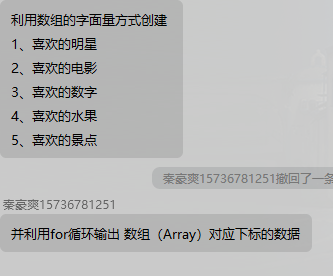 利用数组的字面量方式创建
1、喜欢的明星
2、喜欢的电影
3、喜欢的数字
4、喜欢的水果
5、喜欢的景点
秦豪爽15736781251撤回了一条
秦豪爽15736781251
并利用for循环输出 数组（Array）对应下标的数据